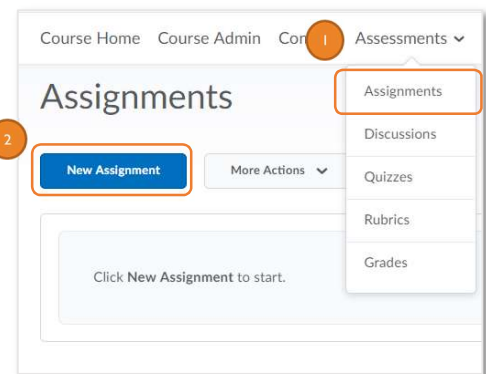 Course Home Course Admin Con 1 Assessments
Assignments
Assignments
Discussions
2
New Assignment
More Actions
Quizzes
Rubrics
Click New Assignment to start.
Grades